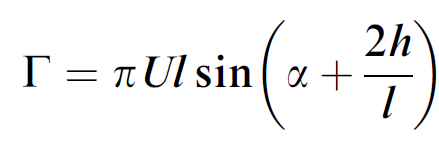 Γ = πUl sin(α + 2h/l)